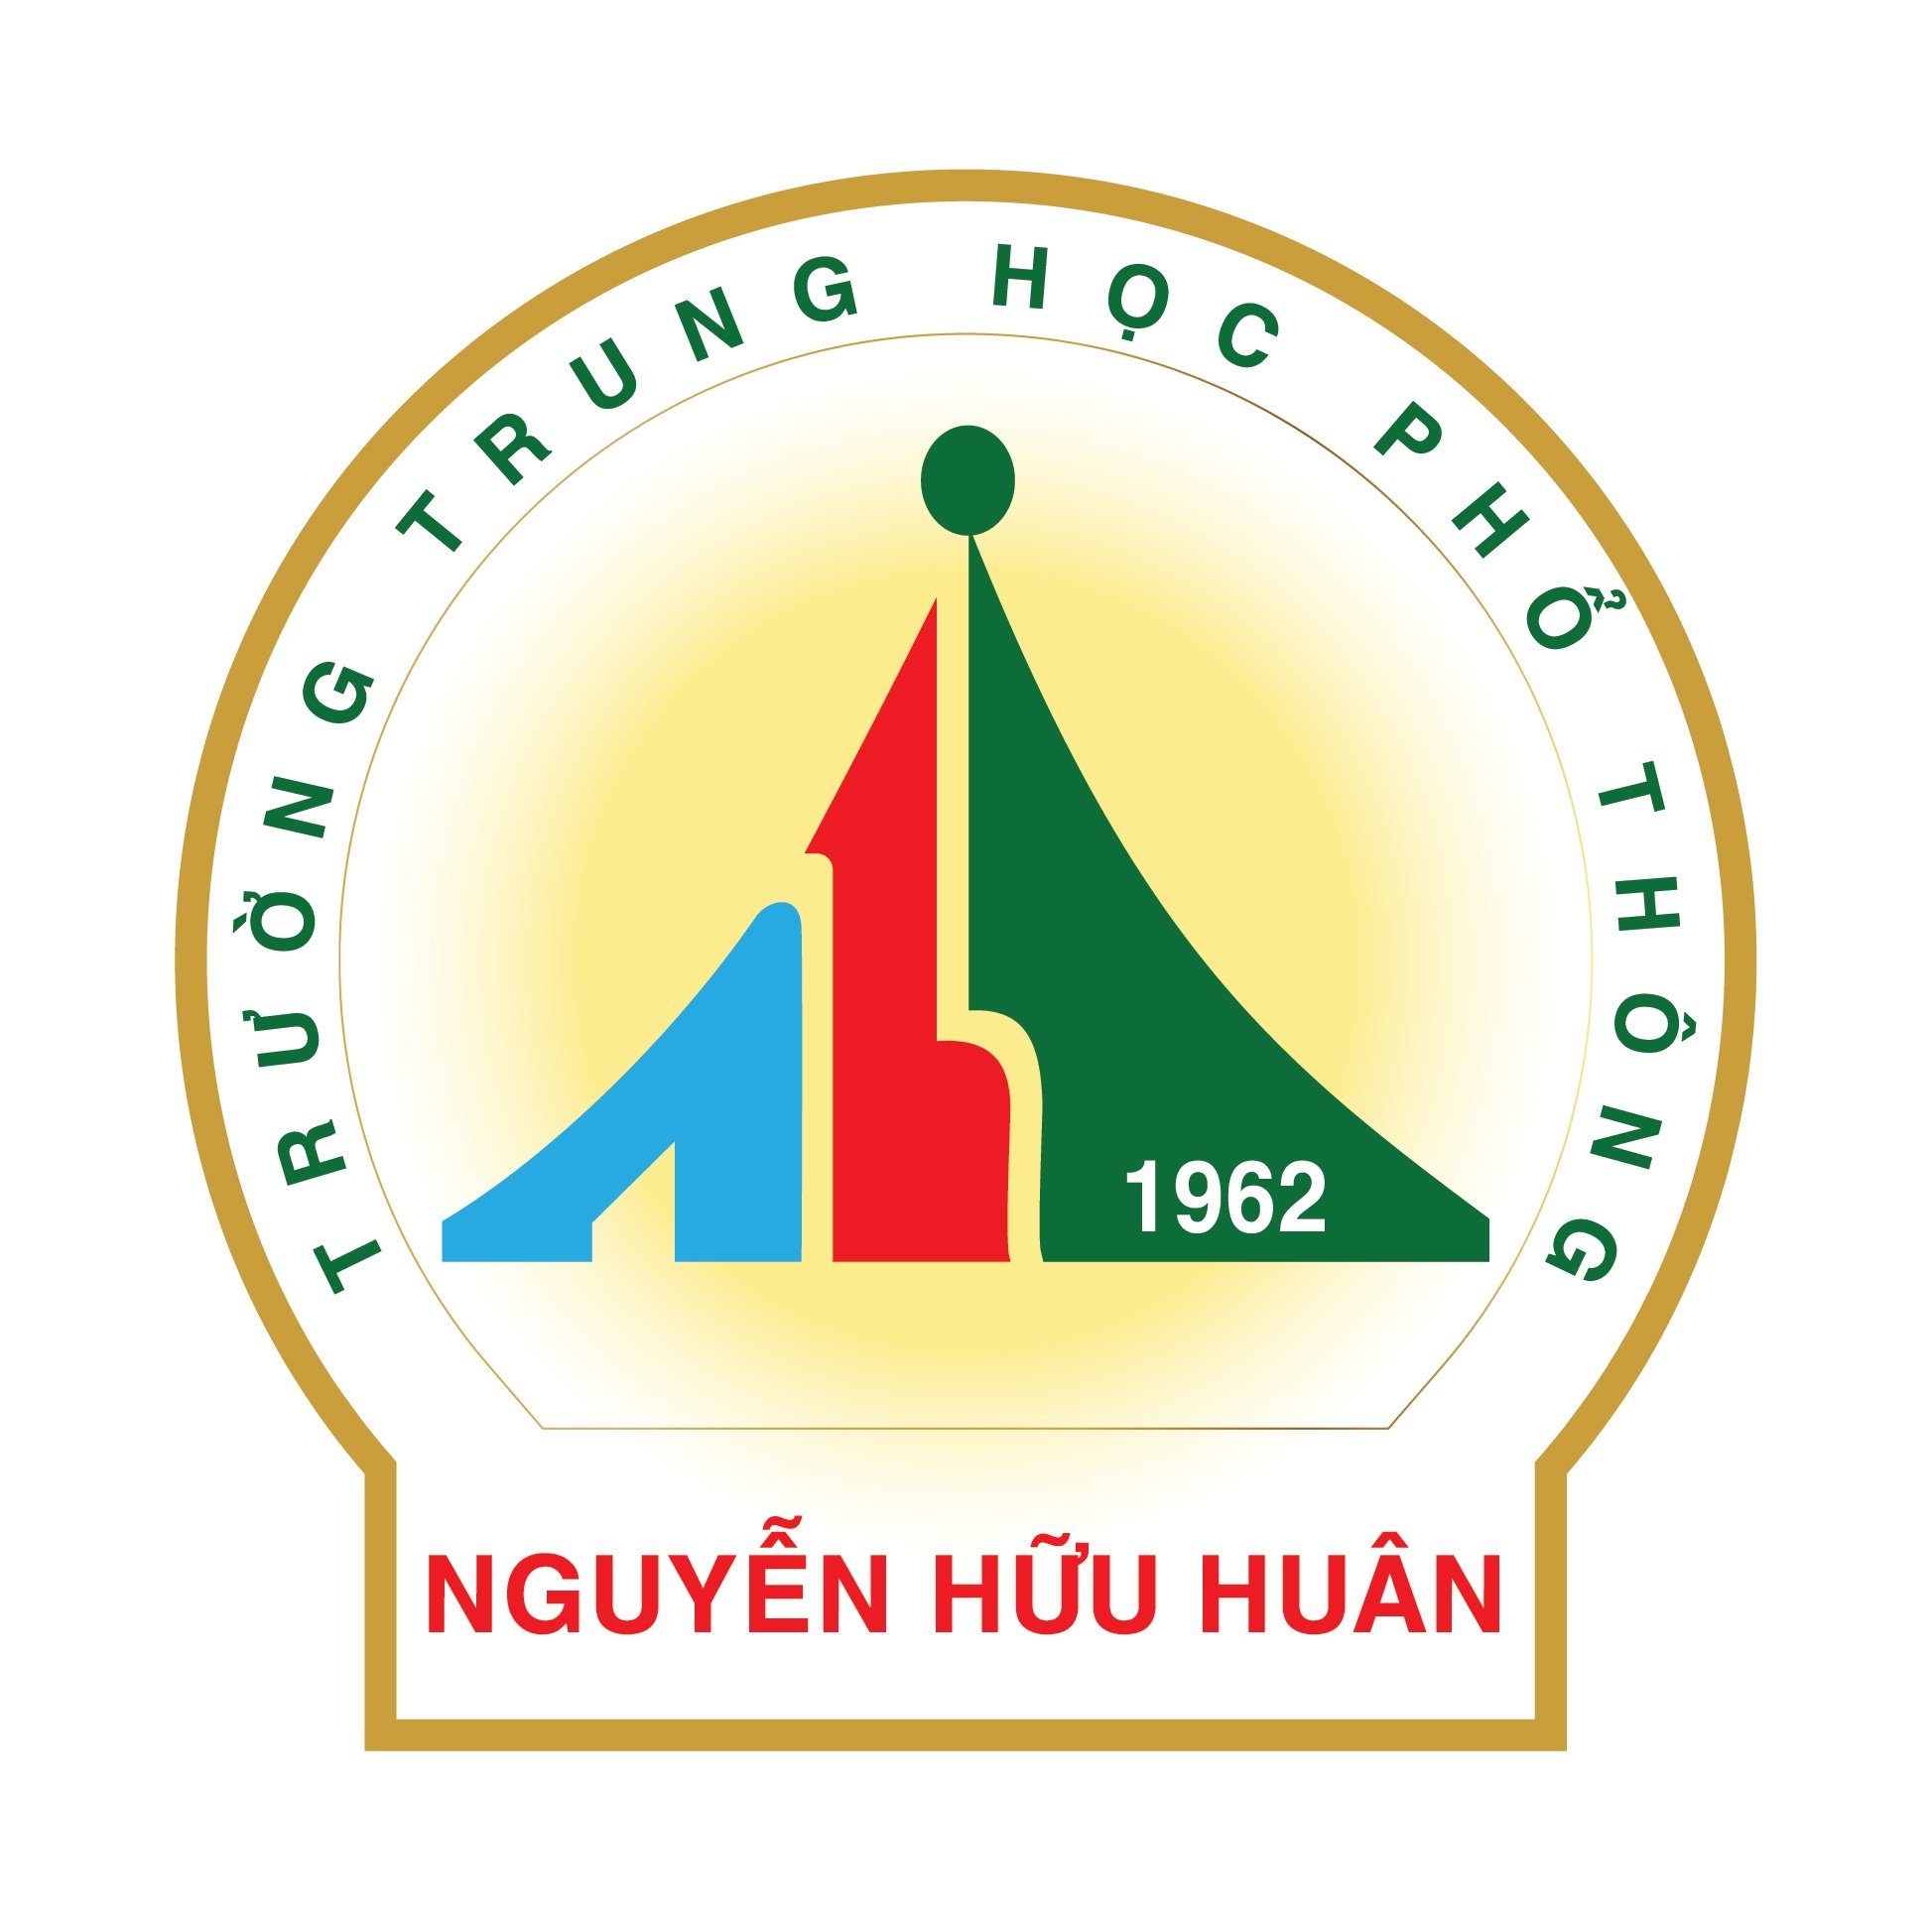 TRƯỜNG TRUNG HỌC PHỔ THÔNG
1962
NGUYỄN HỮU HUÂN